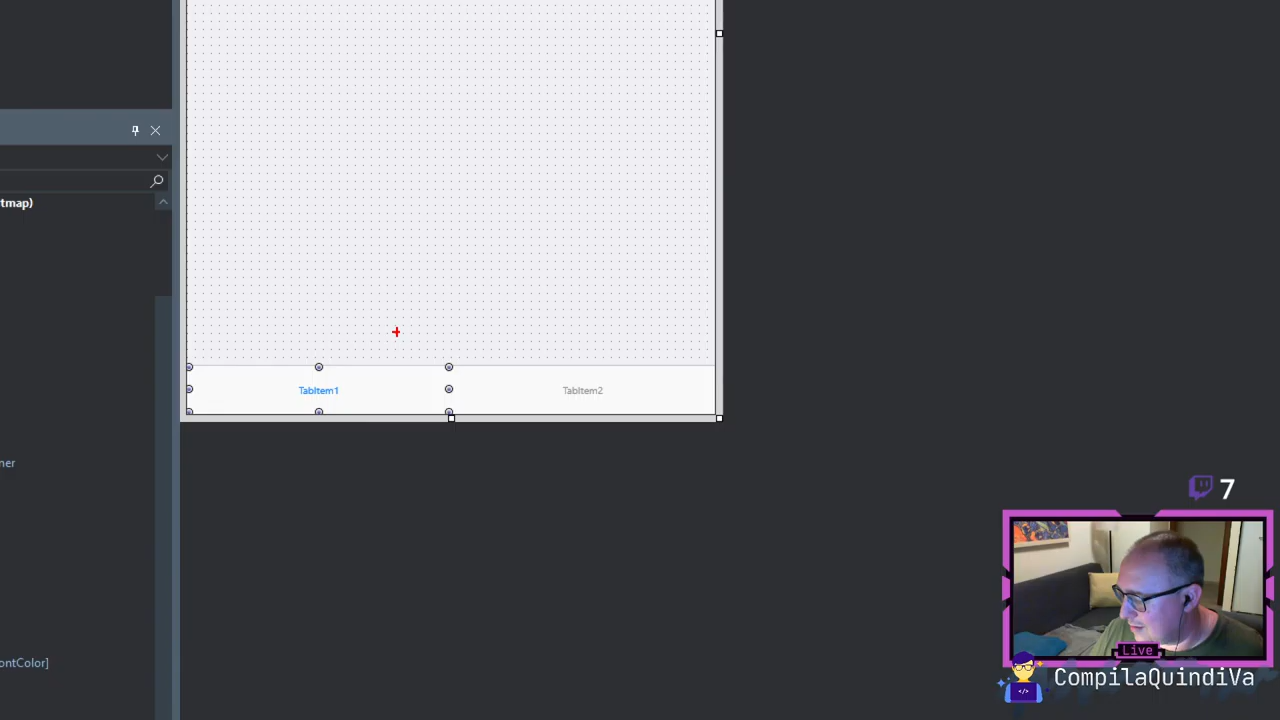 tmap)
TabItem1
TabItem2
ner
7
Live
ontColor]
</>
CompilaQuindiVa